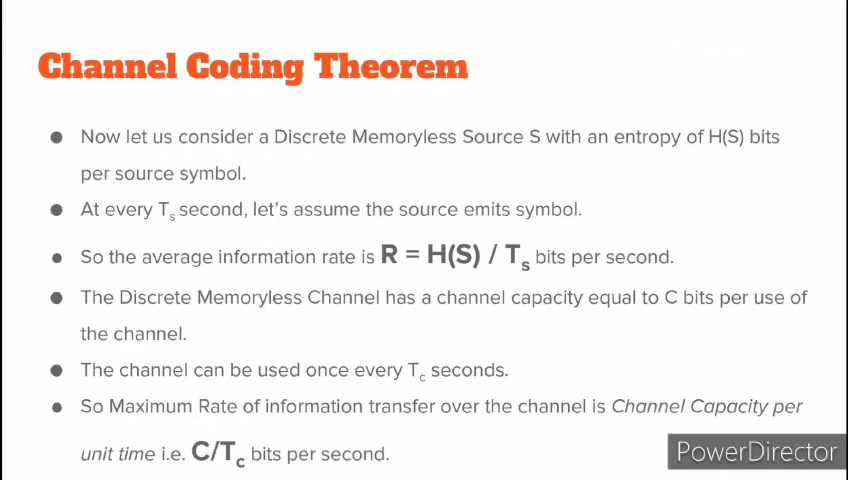 Channel Coding Theorem
● Now let us consider a Discrete Memoryless Source S with an entropy of H(S) bits
per source symbol.
● At every Tₛ second, let's assume the source emits symbol.
● So the average information rate is R = H(S) / Tₛ bits per second.
● The Discrete Memoryless Channel has a channel capacity equal to C bits per use of
the channel.
● The channel can be used once every T_c seconds.
● So Maximum Rate of information transfer over the channel is Channel Capacity per
unit time i.e. C/T_c bits per second.
PowerDirector